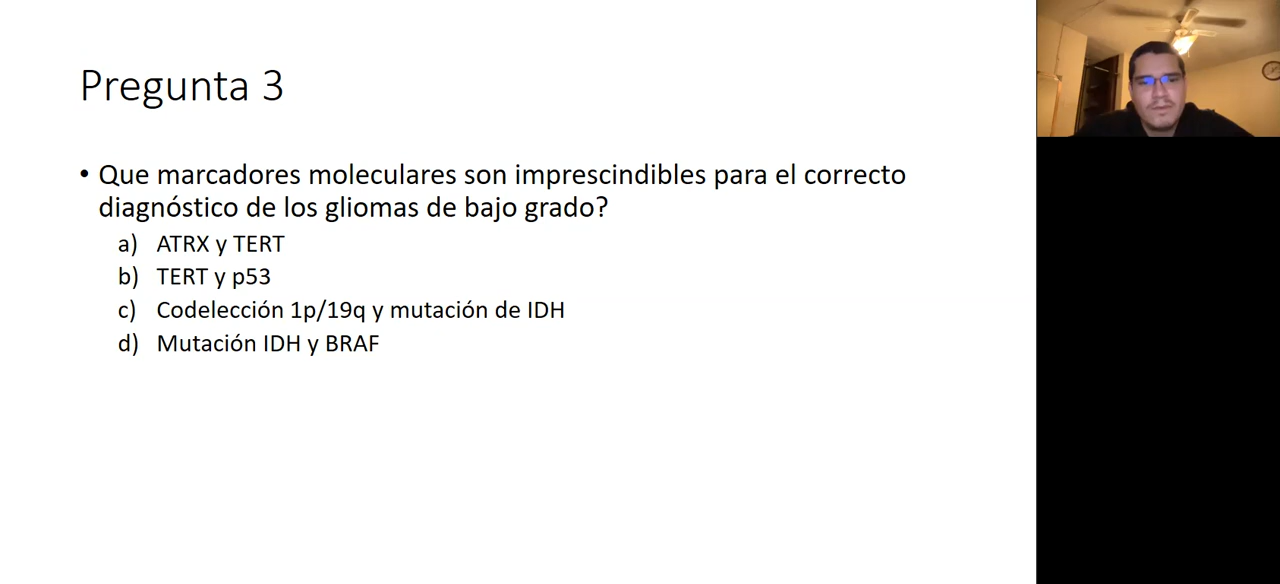 Pregunta 3
• Que marcadores moleculares son imprescindibles para el correcto
diagnóstico de los gliomas de bajo grado?
a) ATRX y TERT
b) TERT y p53
c) Codelección 1p/19q y mutación de IDH
d) Mutación IDH y BRAF